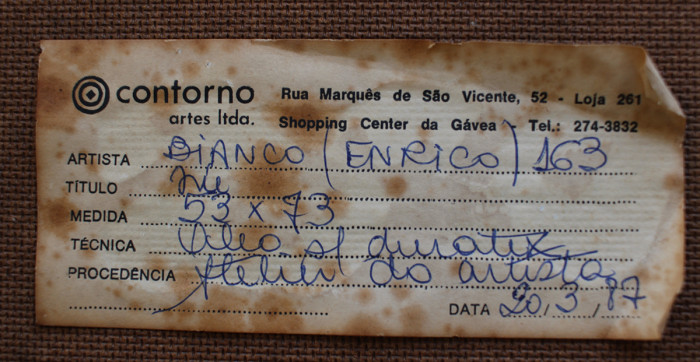 contorno
artes ltda.
Rua Marquês de São Vicente, 52 - Loja 261
Shopping Center da Gávea - Tel.: 274-3832
ARTISTA BIANCO (ENRICO) 163
TÍTULO Nu
MEDIDA 53 x 73
TÉCNICA óleo s/ duratex
PROCEDÊNCIA Atelier do artista
DATA 20, 3, 87